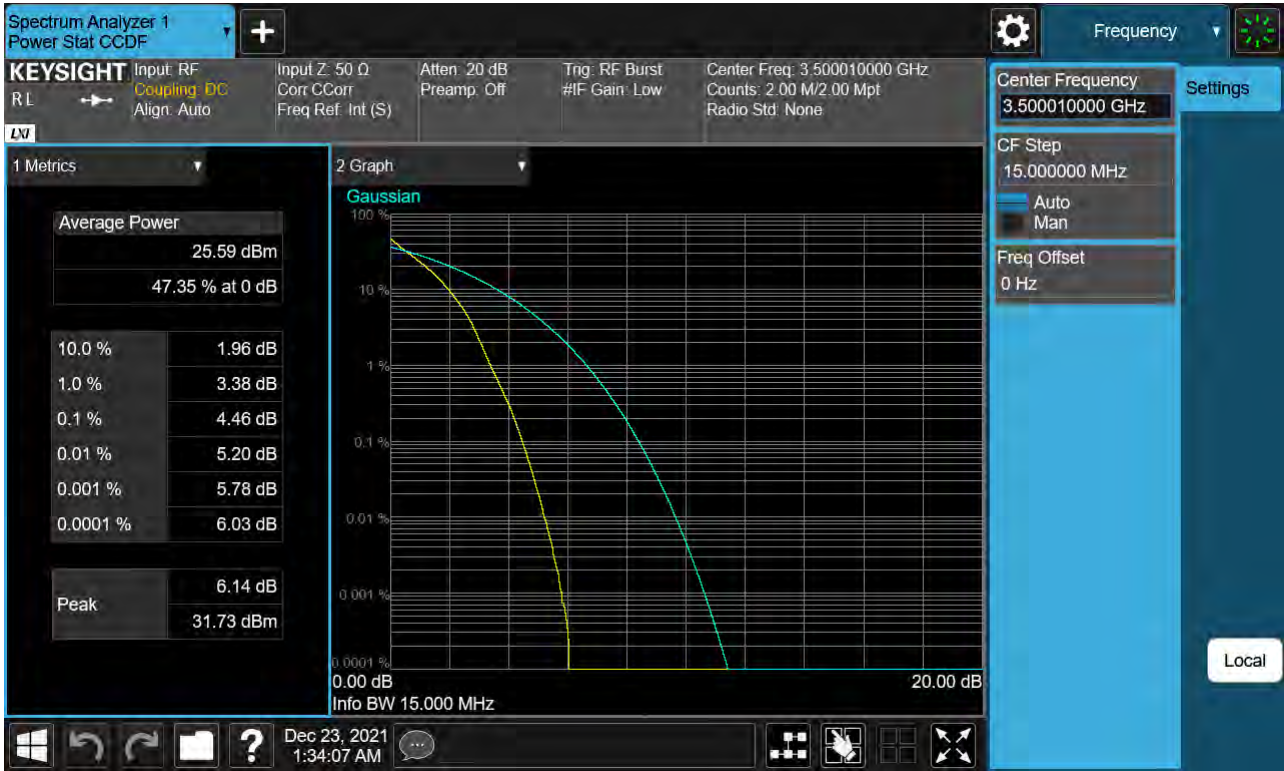 Spectrum Analyzer 1
Power Stat CCDF
+
Frequency
KEYSIGHT
RL
LXI
Input: RF
Coupling: DC
Align: Auto
Input Z: 50 Ω
Corr CCorr
Freq Ref: Int (S)
Atten: 20 dB
Preamp: Off
Trig: RF Burst
#IF Gain: Low
Center Freq: 3.500010000 GHz
Counts: 2.00 M/2.00 Mpt
Radio Std: None
Center Frequency
3.500010000 GHz
Settings
CF Step
15.000000 MHz
Auto
Man
Freq Offset
0 Hz
1 Metrics
Average Power
25.59 dBm
47.35 % at 0 dB
10.0 % 1.96 dB
1.0 % 3.38 dB
0.1 % 4.46 dB
0.01 % 5.20 dB
0.001 % 5.78 dB
0.0001 % 6.03 dB
Peak
6.14 dB
31.73 dBm
2 Graph
Gaussian
100 %
10 %
1 %
0.1 %
0.01 %
0.001 %
0.0001 %
0.00 dB 20.00 dB
Info BW 15.000 MHz
Local
?
Dec 23, 2021
1:34:07 AM